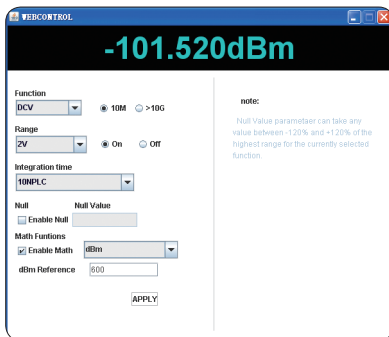 WEBCONTROL
-101.520dBm
Function
DCV
10M
>10G
Range
2V
On
Off
Integration time
10NPLC
Null
Null Value
Enable Null
Math Funtions
Enable Math
dBm
dBm Reference
600
APPLY
note:
Null Value parametaer can take any
value between -120% and +120% of the
highest range for the currently selected
function.